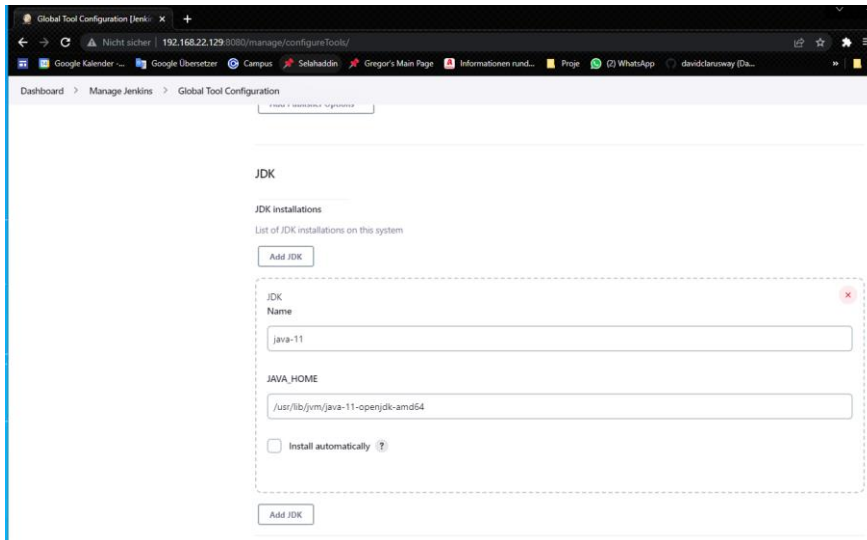 Global Tool Configuration [Jenki
Nicht sicher | 192.168.22.129:8080/manage/configureTools/
Google Kalender -... Google Übersetzer Campus Selahaddin Gregor's Main Page Informationen rund... Proje (2) WhatsApp davidclarusway (Da... »
Dashboard > Manage Jenkins > Global Tool Configuration
JDK
JDK installations
List of JDK installations on this system
Add JDK
JDK
Name
java-11
JAVA_HOME
/usr/lib/jvm/java-11-openjdk-amd64
Install automatically ?
Add JDK